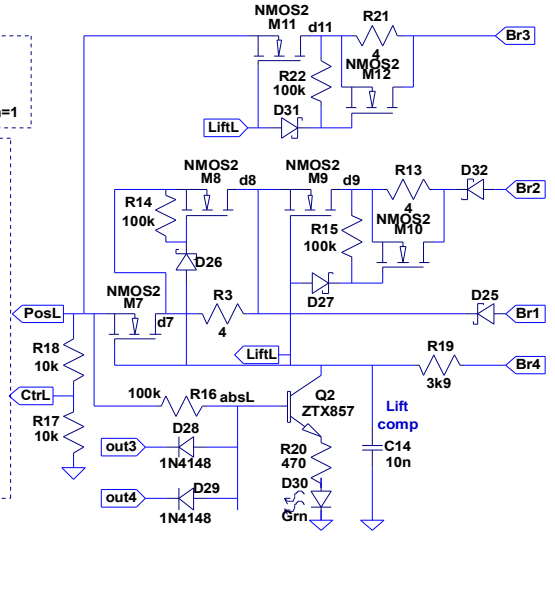 NMOS2
M11
d11
R21
4
Br3
NMOS2
M12
R22
100k
=1
D31
LiftL
NMOS2
M8
d8
NMOS2
M9
d9
R13
4
D32
Br2
R14
100k
NMOS2
M10
R15
100k
D26
D27
NMOS2
M7
d7
R3
4
D25
PosL
Br1
LiftL
R18
10k
R19
3k9
Br4
CtrL
R17
10k
100k
R16
absL
Q2
ZTX857
Lift
comp
D28
out3
1N4148
R20
470
C14
10n
D29
out4
1N4148
D30
Grn